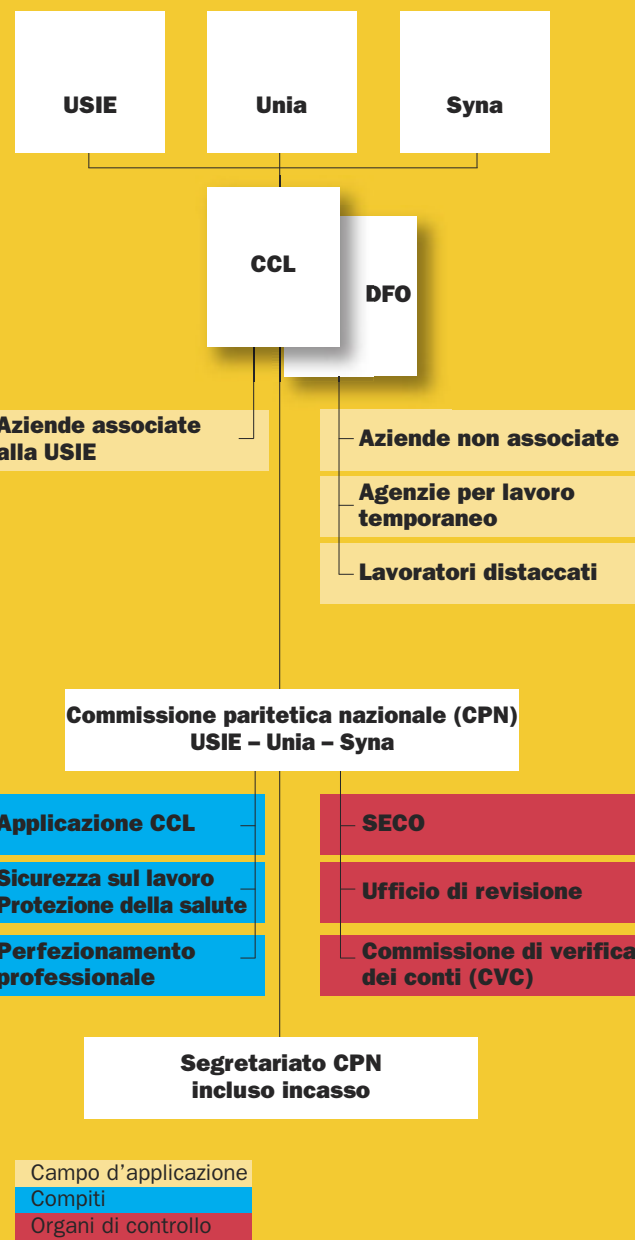 USIE
Unia
Syna
CCL
DFO
Aziende associate
alla USIE
Aziende non associate
Agenzie per lavoro
temporaneo
Lavoratori distaccati
Commissione paritetica nazionale (CPN)
USIE – Unia – Syna
Applicazione CCL
Sicurezza sul lavoro
Protezione della salute
Perfezionamento
professionale
SECO
Ufficio di revisione
Commissione di verifica
dei conti (CVC)
Segretariato CPN
incluso incasso
Campo d’applicazione
Compiti
Organi di controllo